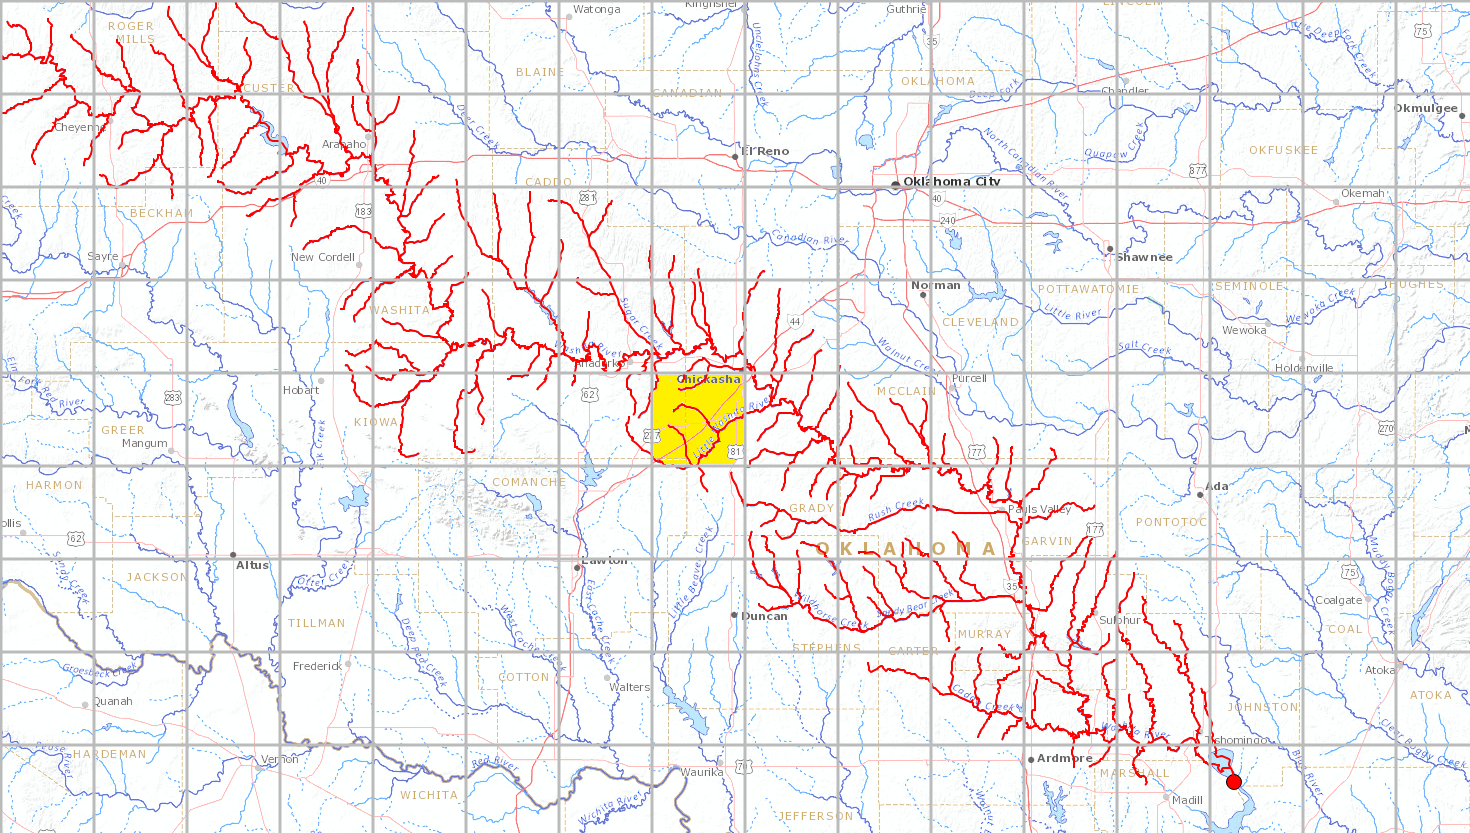 Watonga
Kingfisher
Guthrie
LINCOLN
ROGER
MILLS
Uncle Johns Creek
35
Little Deep Fork Creek
75
BLAINE
OKLAHOMA
CUSTER
CANADIAN
Deep Fork
Chandler
Okmulgee
Cheyenne
Deer Creek
Arapaho
El Reno
North Canadian River
Quapaw Creek
OKFUSKEE
40
CADDO
377
Oklahoma City
Okemah
BECKHAM
183
281
40
240
Creek
Canadian River
Sayre
New Cordell
Shawnee
Norman
POTTAWATOMIE
SEMINOLE
HUGHES
WASHITA
Sugar Creek
44
CLEVELAND
Little River
Wewoka Creek
Wewoka
Washita River
Anadarko
Walnut Creek
Salt Creek
Holdenville
Elm Fork Red River
Hobart
Chickasha
Purcell
283
62
MCCLAIN
GREER
KIOWA
Little Washita River
Mangum
277
81
77
270
Creek
HARMON
COMANCHE
Ada
GRADY
Rush Creek
Pauls Valley
ollis
62
177
PONTOTOC
OKLAHOMA
GARVIN
Sandy Creek
Altus
Lawton
Little Beaver Creek
Muddy Boggy Creek
JACKSON
Otter Creek
East Cache Creek
75
35
Wildhorse Creek
Sandy Bear Creek
Coalgate
TILLMAN
Deep Red Creek
West Cache Creek
Duncan
Sulphur
COAL
MURRAY
STEPHENS
CARTER
Groesbeck Creek
Frederick
COTTON
Walters
Atoka
Quanah
Caddo Creek
ATOKA
JOHNSTON
Washita River
Clear Boggy Creek
Pease River
HARDEMAN
Tishomingo
Vernon
Red River
Waurika
70
Ardmore
MARSHALL
Blue River
WICHITA
Wichita River
Walnut
Madill
JEFFERSON